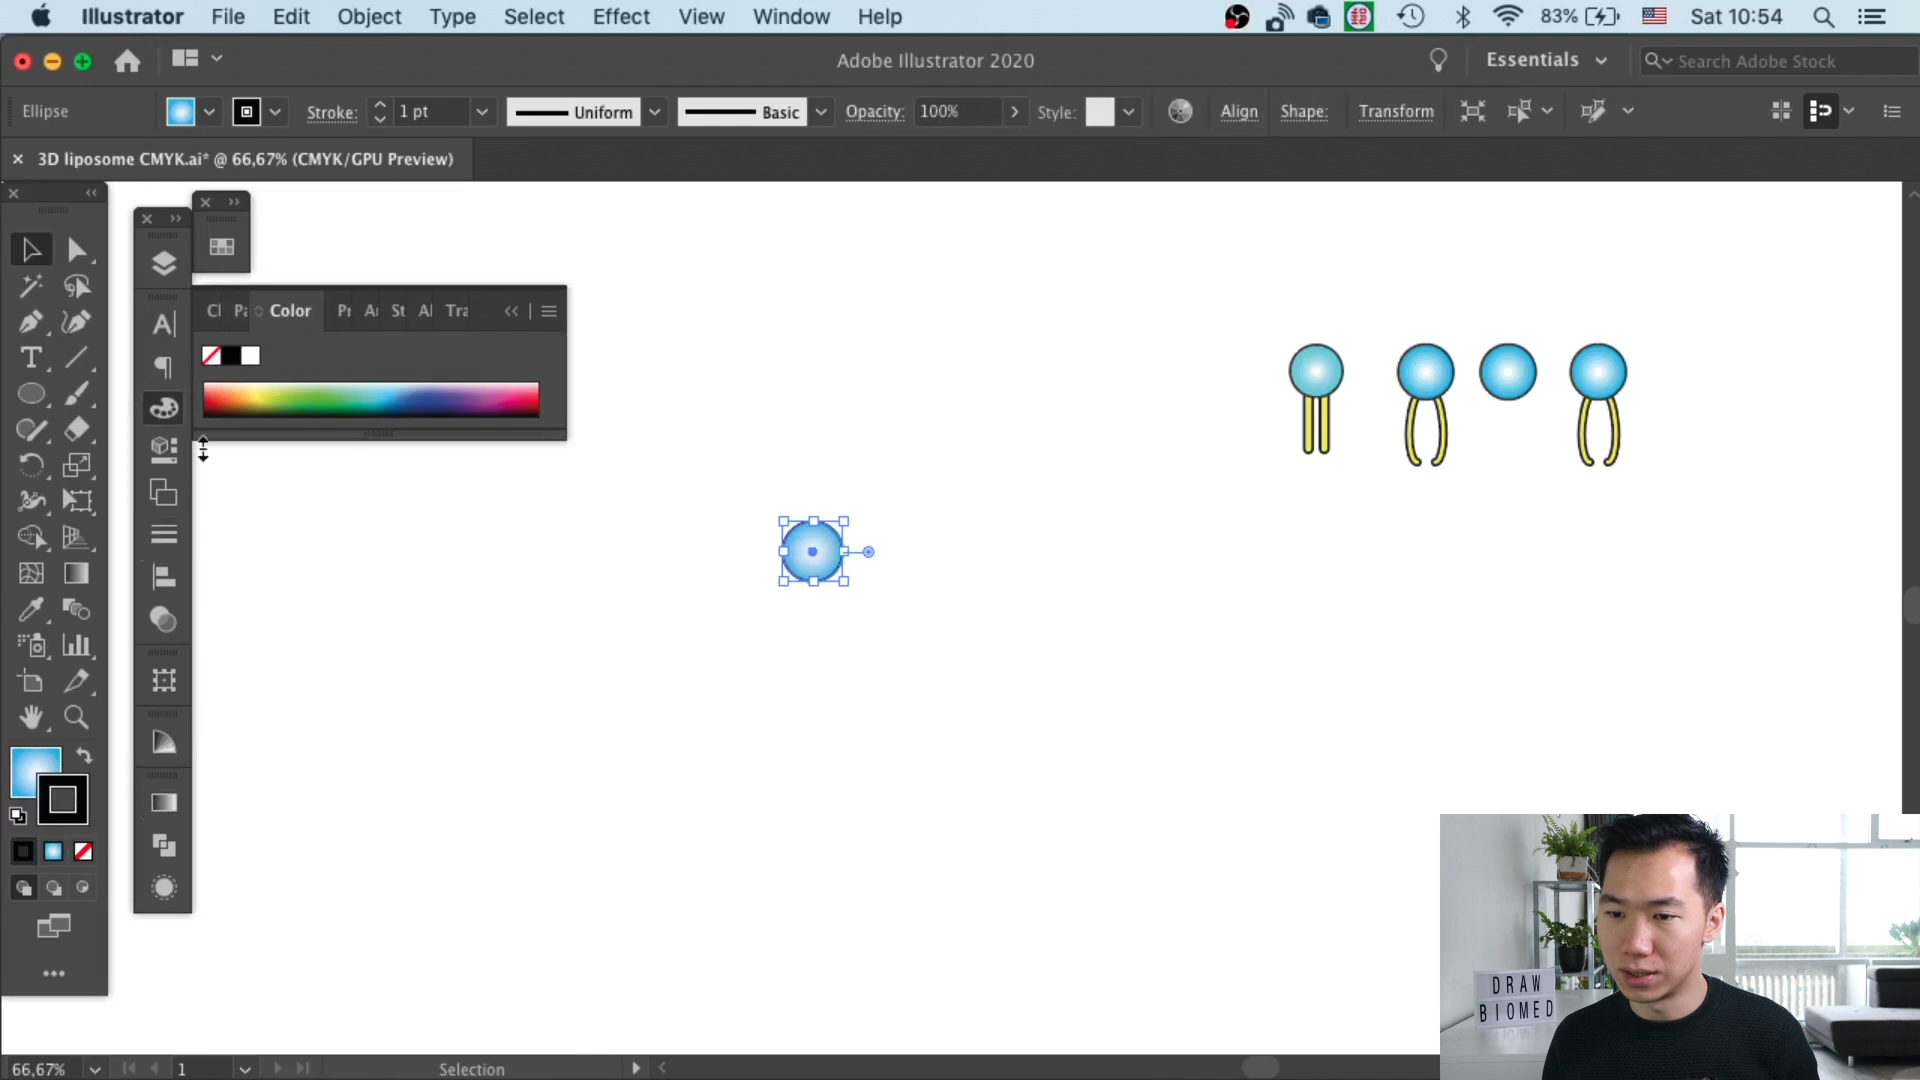 Illustrator File Edit Object Type Select Effect View Window Help 83% Sat 10:54
Adobe Illustrator 2020 Essentials Search Adobe Stock
Ellipse Stroke: 1 pt Uniform Basic Opacity: 100% Style: Align Shape: Transform
3D liposome CMYK.ai* @ 66,67% (CMYK/GPU Preview)
Color Tra
DRAW
BIOMED
66,67% 1 Selection